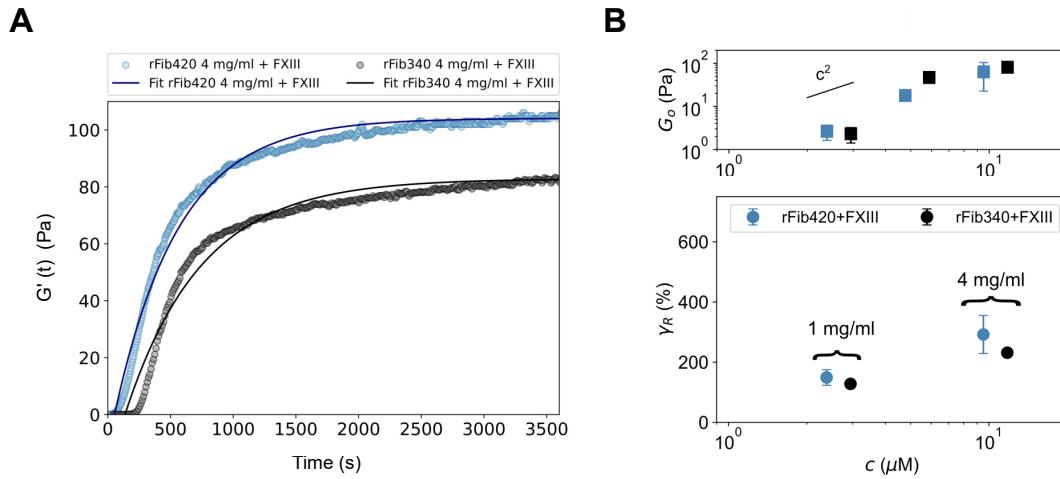 A
rFib420 4 mg/ml + FXIII
rFib340 4 mg/ml + FXIII
Fit rFib420 4 mg/ml + FXIII
Fit rFib340 4 mg/ml + FXIII
100
80
60
40
20
0
G' (t) (Pa)
0 500 1000 1500 2000 2500 3000 3500
Time (s)
B
10²
10¹
10⁰
G₀ (Pa)
c²
10⁰ 10¹
rFib420+FXIII
rFib340+FXIII
600
400
200
0
γ_R (%)
1 mg/ml
4 mg/ml
10⁰ 10¹
c (μM)